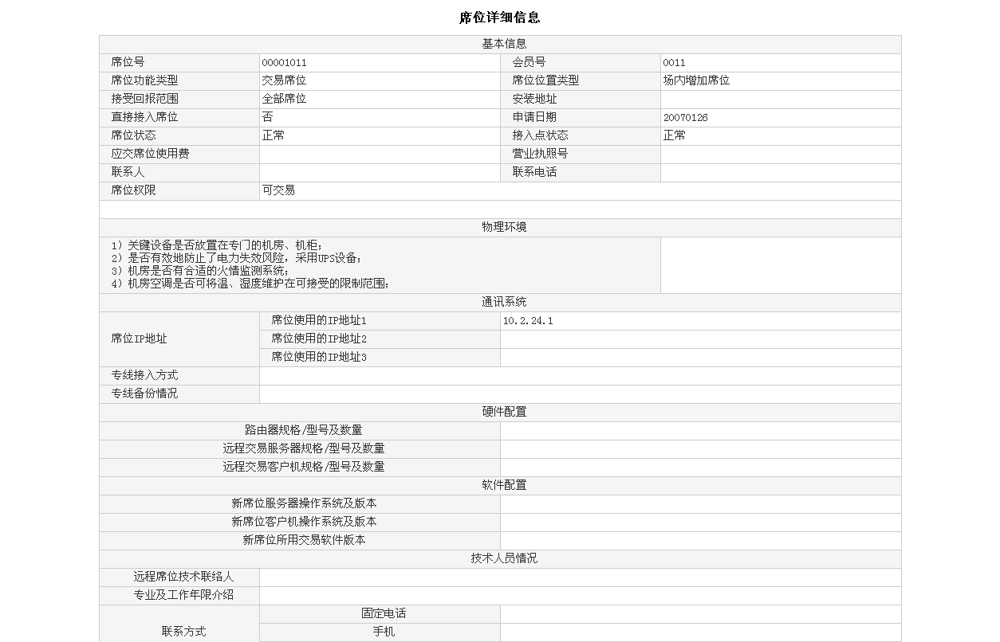 席位详细信息
基本信息
席位号 00001011 会员号 0011
席位功能类型 交易席位 席位位置类型 场内增加席位
接受回报范围 全部席位 安装地址
直接接入席位 否 申请日期 20070126
席位状态 正常 接入点状态 正常
应交席位使用费 营业执照号
联系人 联系电话
席位权限 可交易
物理环境
1）关键设备是否放置在专门的机房、机柜；
2）是否有效地防止了电力失效风险，采用UPS设备；
3）机房是否有合适的火情监测系统；
4）机房空调是否可将温、湿度维护在可接受的限制范围；
通讯系统
席位IP地址 席位使用的IP地址1 10.2.24.1
席位使用的IP地址2
席位使用的IP地址3
专线接入方式
专线备份情况
硬件配置
路由器规格/型号及数量
远程交易服务器规格/型号及数量
远程交易客户机规格/型号及数量
软件配置
新席位服务器操作系统及版本
新席位客户机操作系统及版本
新席位所用交易软件版本
技术人员情况
远程席位技术联络人
专业及工作年限介绍
联系方式 固定电话
手机